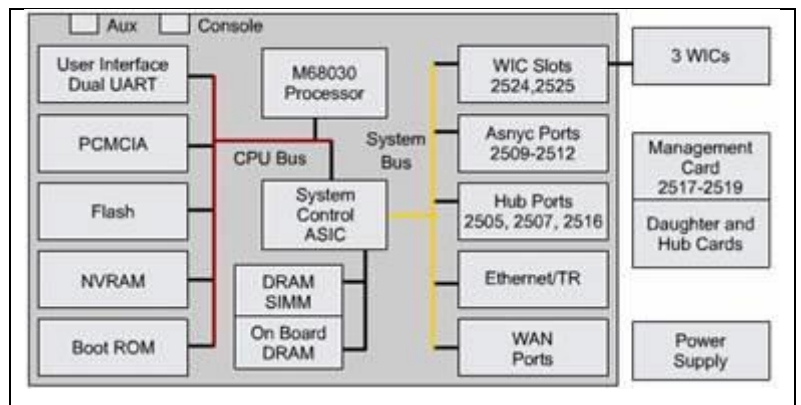 Aux
Console
User Interface
Dual UART
PCMCIA
Flash
NVRAM
Boot ROM
M68030
Processor
CPU Bus
System
Bus
System
Control
ASIC
DRAM
SIMM
On Board
DRAM
WIC Slots
2524,2525
Asnyc Ports
2509-2512
Hub Ports
2505, 2507, 2516
Ethernet/TR
WAN
Ports
3 WICs
Management
Card
2517-2519
Daughter and
Hub Cards
Power
Supply